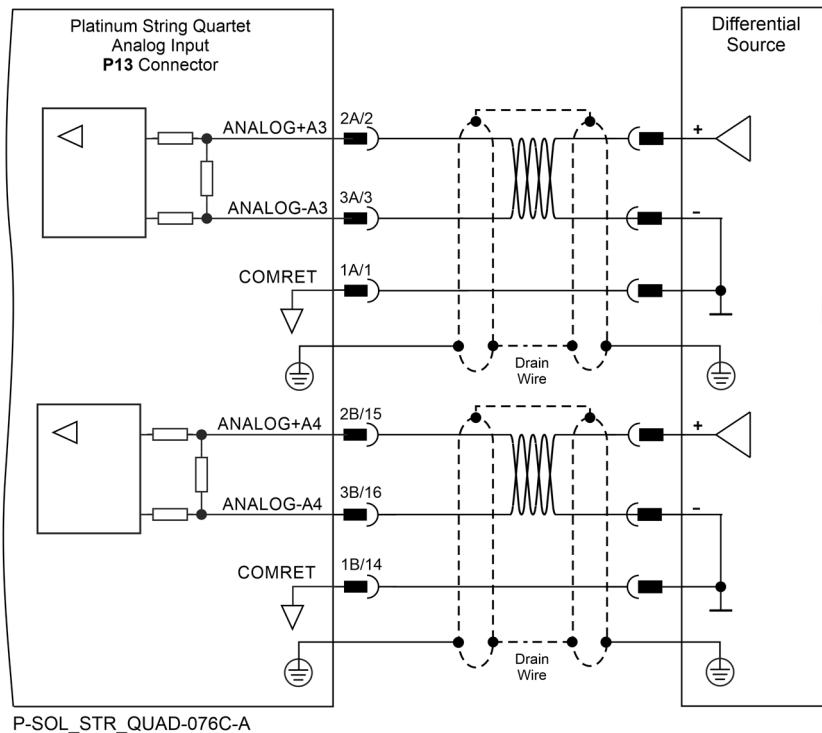 Platinum String Quartet
Analog Input
P13 Connector
Differential
Source
ANALOG+A3
2A/2
+
ANALOG-A3
3A/3
-
COMRET
1A/1
Drain
Wire
ANALOG+A4
2B/15
+
ANALOG-A4
3B/16
-
COMRET
1B/14
Drain
Wire
P-SOL_STR_QUAD-076C-A